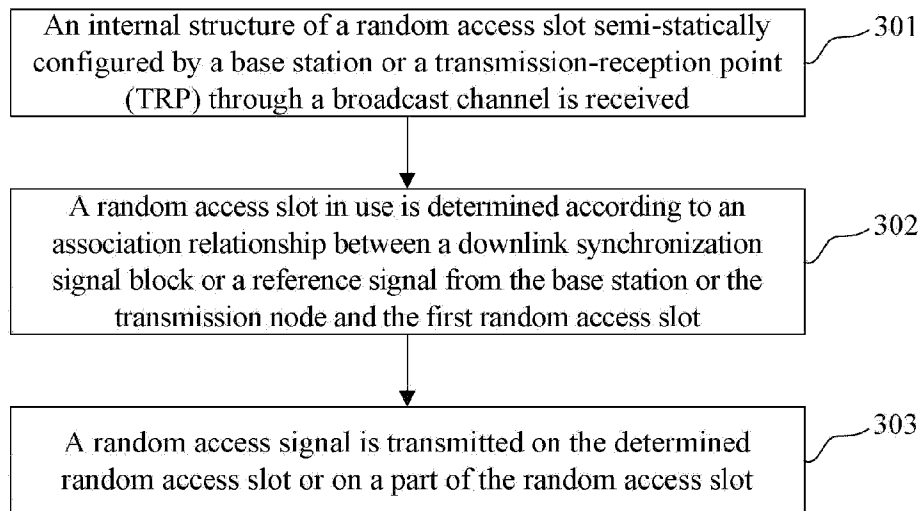 An internal structure of a random access slot semi-statically
configured by a base station or a transmission-reception point
(TRP) through a broadcast channel is received
301
A random access slot in use is determined according to an
association relationship between a downlink synchronization
signal block or a reference signal from the base station or the
transmission node and the first random access slot
302
A random access signal is transmitted on the determined
random access slot or on a part of the random access slot
303